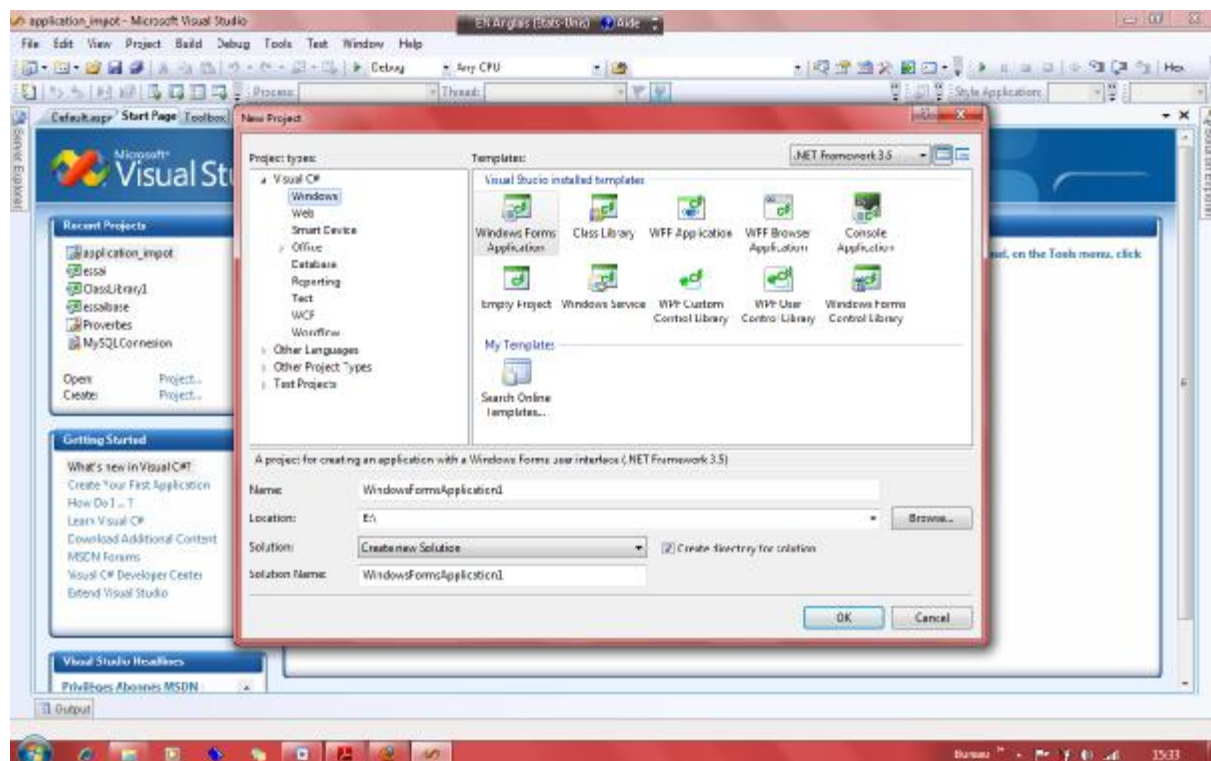 application_impot - Microsoft Visual Studio
EN Anglais (États-Unis) Aide
File Edit View Project Build Debug Tools Test Window Help
Debug Any CPU
Hex
Process: Thread: Style Application:
Default.aspx Start Page Toolbox
Server Explorer
Solution Explorer
Microsoft
Visual St
Recent Projects
application_impot
essai
ClassLibrary1
essaibase
Proverbes
MySQLConnexion
Open: Project...
Create: Project...
Getting Started
What's new in Visual C#?
Create Your First Application
How Do I ... ?
Learn Visual C#
Download Additional Content
MSDN Forums
Visual C# Developer Center
Extend Visual Studio
Visual Studio Headlines
Privilèges Abonnés MSDN
on the Tools menu, click
New Project
Project types:
Visual C#
Windows
Web
Smart Device
Office
Database
Reporting
Test
WCF
Workflow
Other Languages
Other Project Types
Test Projects
Templates:
.NET Framework 3.5
Visual Studio installed templates
Windows Forms Application
Class Library
WPF Application
WPF Browser Application
Console Application
Empty Project
Windows Service
WPF Custom Control Library
WPF User Control Library
Windows Forms Control Library
My Templates
Search Online Templates...
A project for creating an application with a Windows Forms user interface (.NET Framework 3.5)
Name: WindowsFormsApplication1
Location: E:\ Browse...
Solution: Create new Solution Create directory for solution
Solution Name: WindowsFormsApplication1
OK Cancel
Output
Bureau 15:33